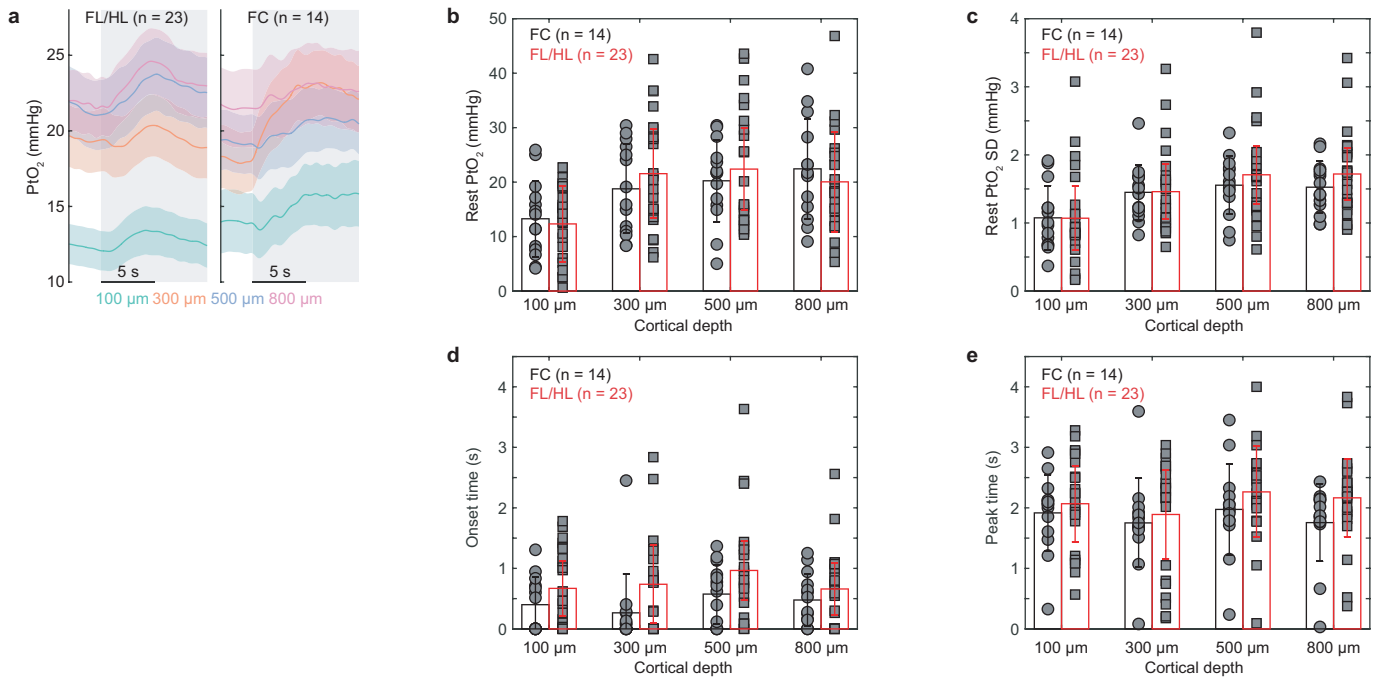 a
FL/HL (n = 23)
FC (n = 14)
PtO₂ (mmHg)
25
20
15
10
5 s
5 s
100 µm 300 µm 500 µm 800 µm
b
FC (n = 14)
FL/HL (n = 23)
Rest PtO₂ (mmHg)
50
40
30
20
10
0
100 µm 300 µm 500 µm 800 µm
Cortical depth
c
FC (n = 14)
FL/HL (n = 23)
Rest PtO₂ SD (mmHg)
4
3
2
1
0
100 µm 300 µm 500 µm 800 µm
Cortical depth
d
FC (n = 14)
FL/HL (n = 23)
Onset time (s)
4
3
2
1
0
100 µm 300 µm 500 µm 800 µm
Cortical depth
e
FC (n = 14)
FL/HL (n = 23)
Peak time (s)
4
3
2
1
0
100 µm 300 µm 500 µm 800 µm
Cortical depth